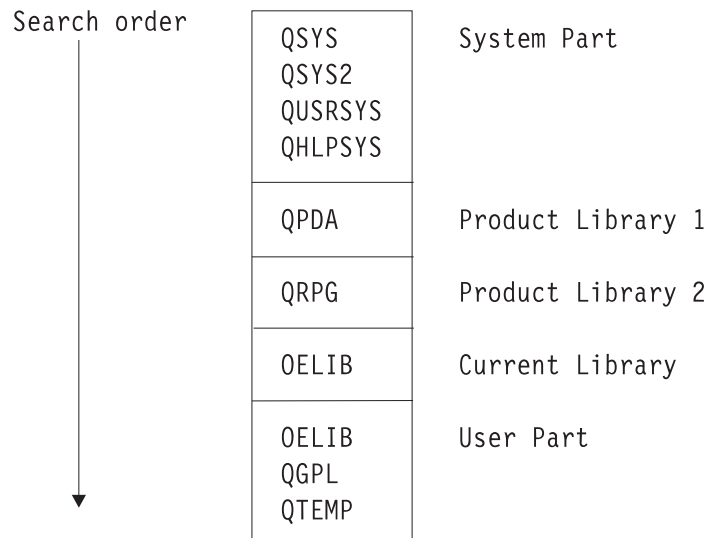 Search order
QSYS System Part
QSYS2
QUSRSYS
QHLPSYS
QPDA Product Library 1
QRPG Product Library 2
OELIB Current Library
OELIB User Part
QGPL
QTEMP